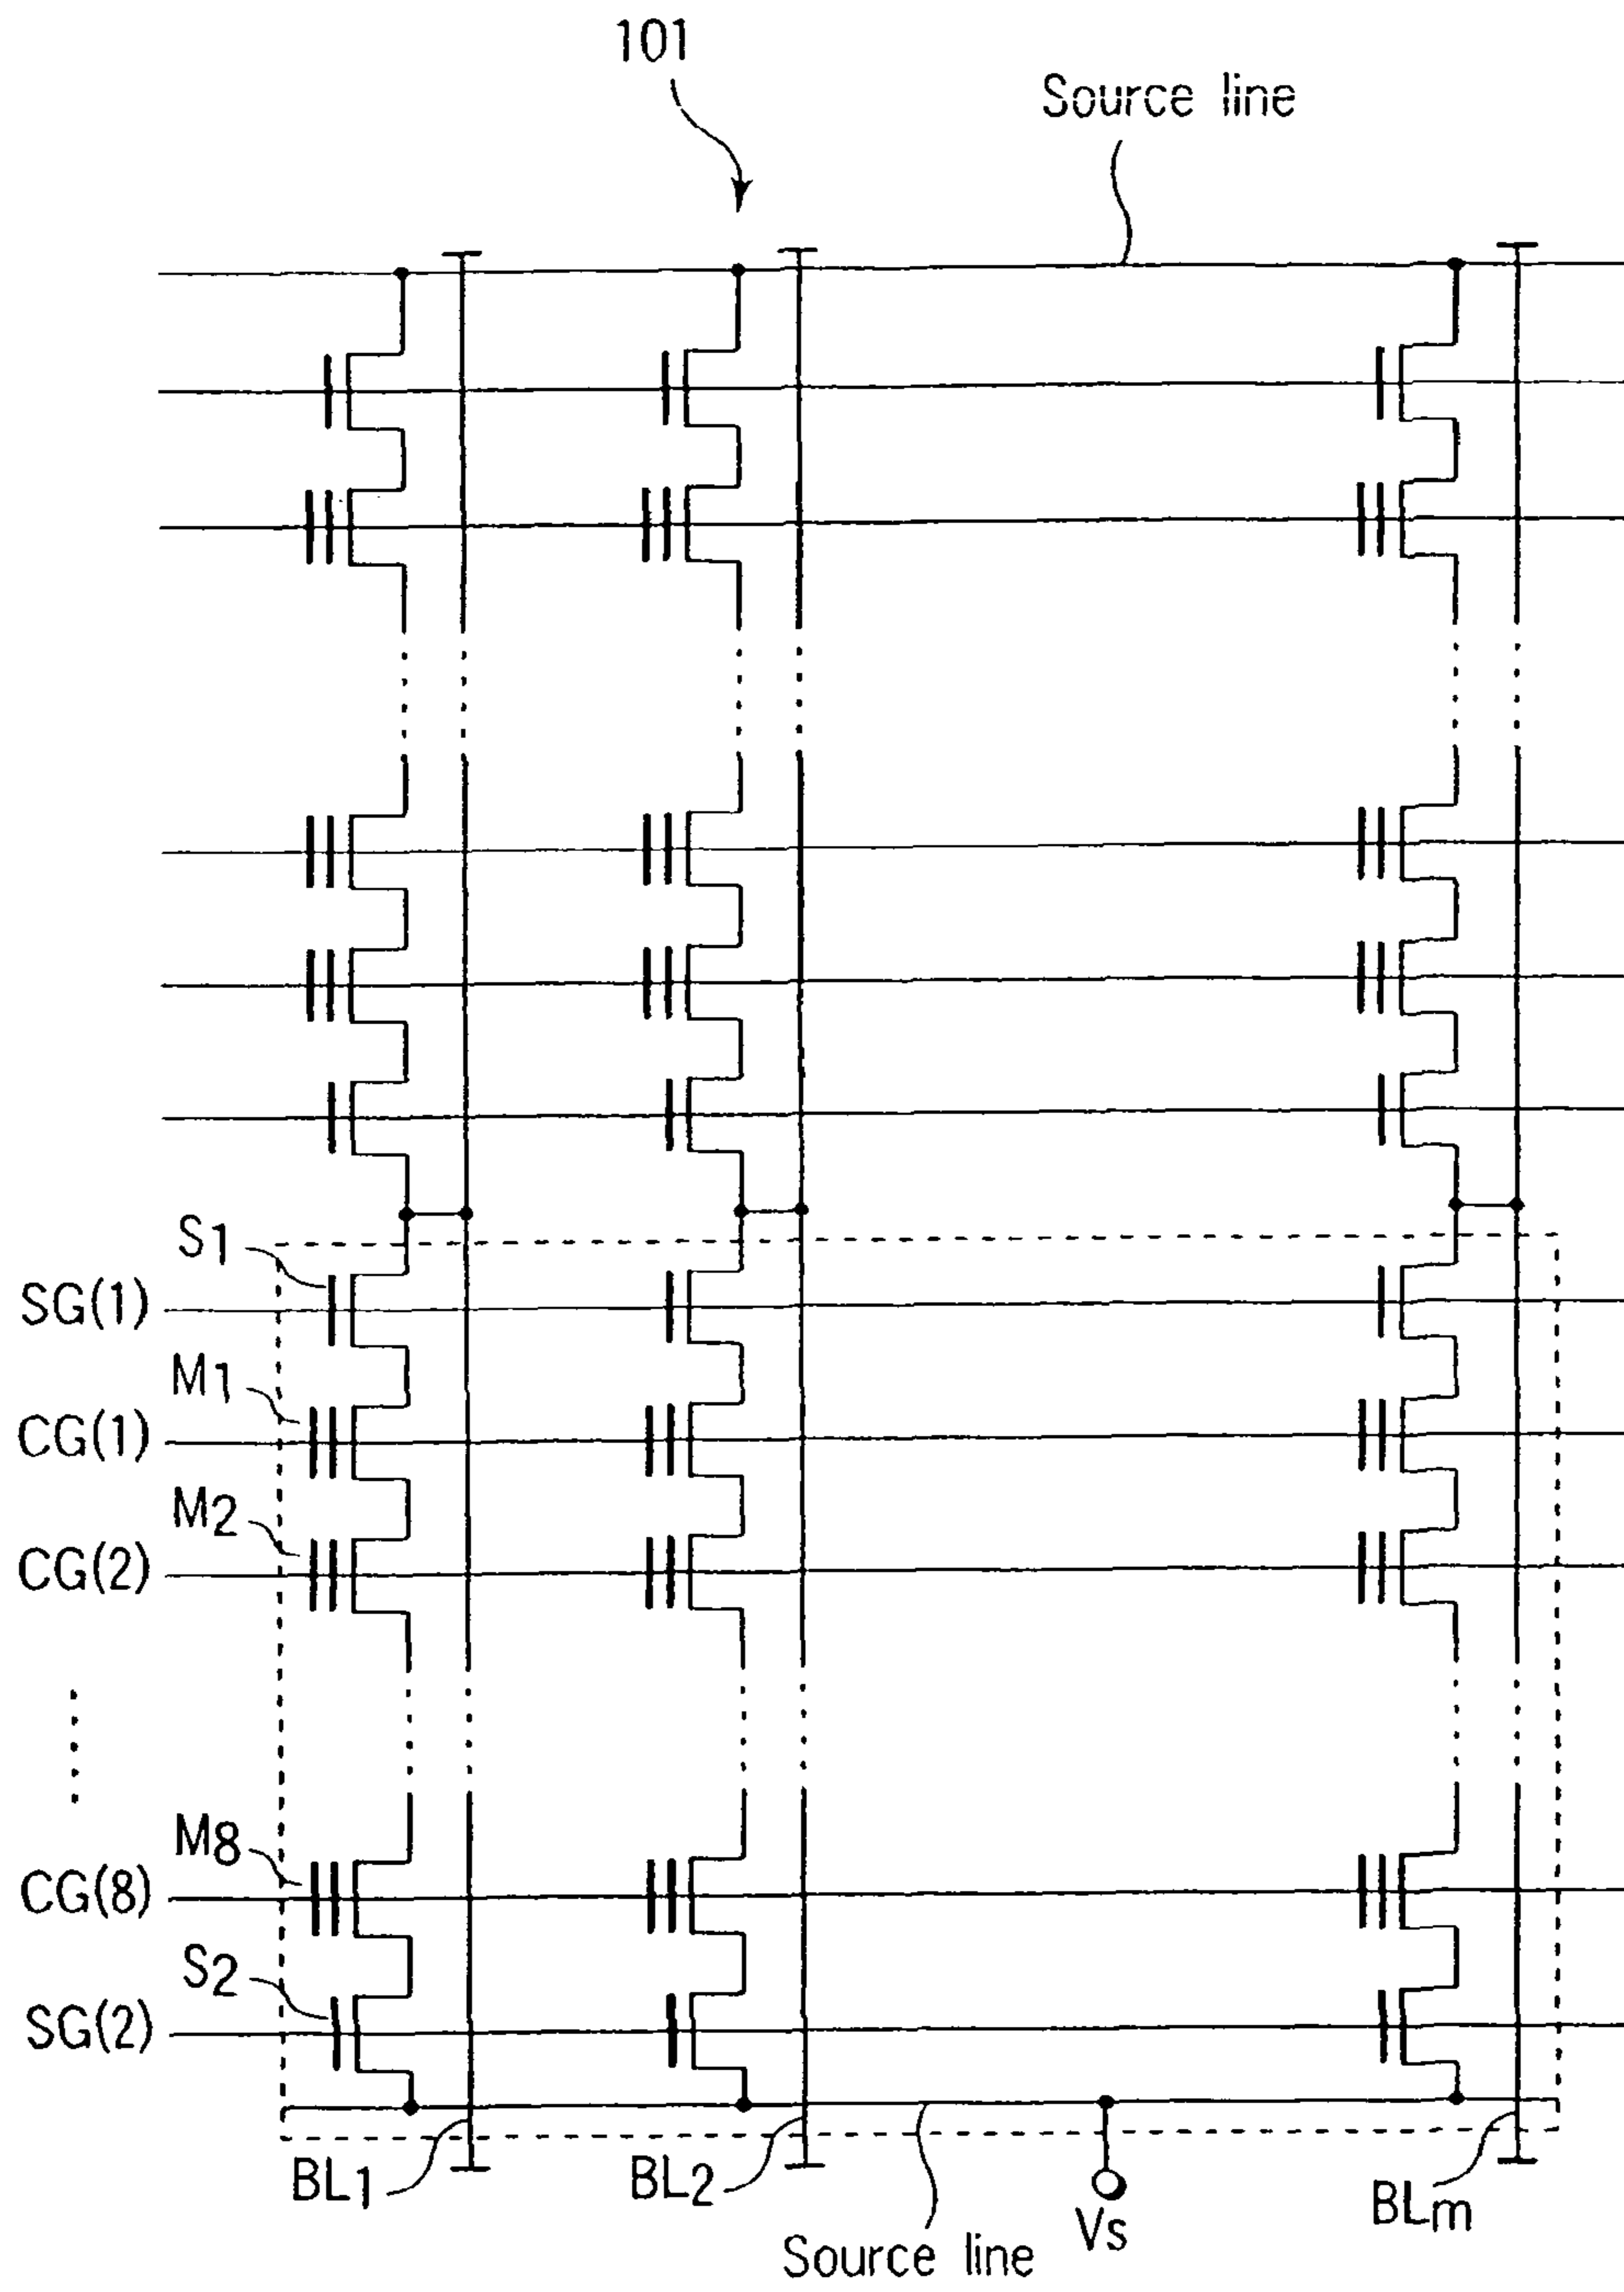 101
Source line
S1
SG(1)
M1
CG(1)
M2
CG(2)
M8
CG(8)
S2
SG(2)
BL1
BL2
BLm
Vs
Source line